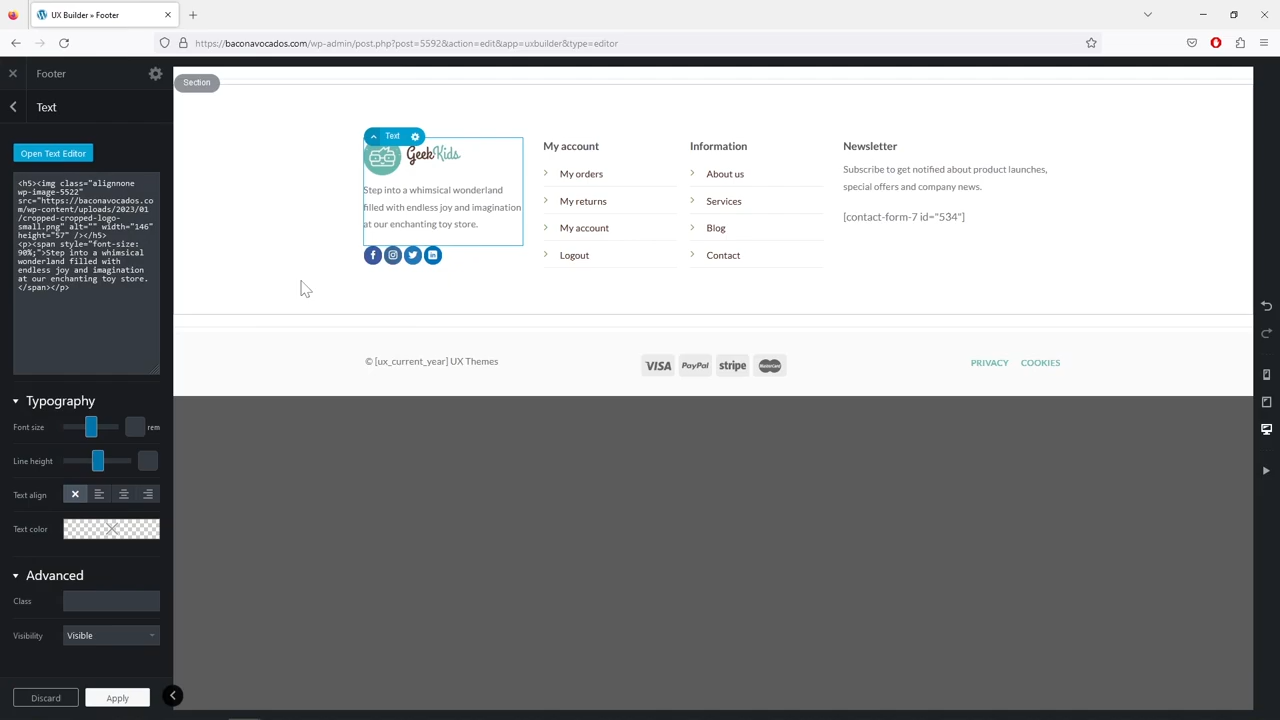 UX Builder » Footer
https://baconavocados.com/wp-admin/post.php?post=5592&action=edit&app=uxbuilder&type=editor
Footer
Text
Open Text Editor
<h5><img class="alignnone
wp-image-5522"
src="https://baconavocados.co
m/wp-content/uploads/2023/01
/cropped-cropped-logo-
small.png" alt="" width="146"
height="57" /></h5>
<p><span style="font-size:
90%;">Step into a whimsical
wonderland filled with
endless joy and imagination
at our enchanting toy store.
</span></p>
Typography
Font size
rem
Line height
Text align
Text color
Advanced
Class
Visibility
Visible
Discard
Apply
Section
Text
GeekKids
Step into a whimsical wonderland
filled with endless joy and imagination
at our enchanting toy store.
My account
My orders
My returns
My account
Logout
Information
About us
Services
Blog
Contact
Newsletter
Subscribe to get notified about product launches,
special offers and company news.
[contact-form-7 id="534"]
© [ux_current_year] UX Themes
VISA
PayPal
stripe
MasterCard
PRIVACY
COOKIES